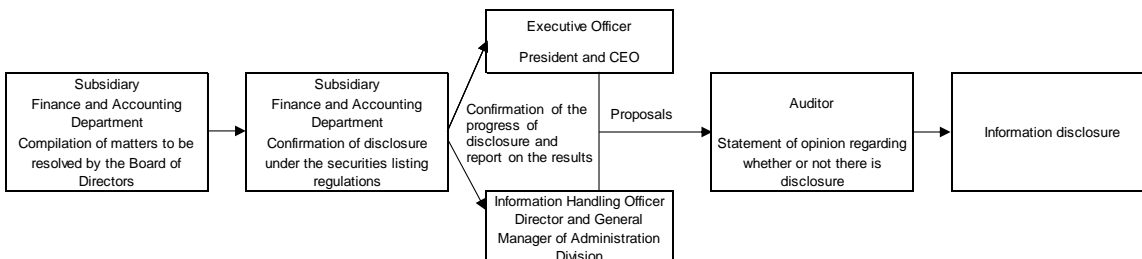 Subsidiary
Finance and Accounting
Department
Compilation of matters to be
resolved by the Board of
Directors
Subsidiary
Finance and Accounting
Department
Confirmation of disclosure
under the securities listing
regulations
Executive Officer
President and CEO
Confirmation of the
progress of
disclosure and
report on the results
Information Handling Officer
Director and General
Manager of Administration
Division
Proposals
Auditor
Statement of opinion regarding
whether or not there is
disclosure
Information disclosure